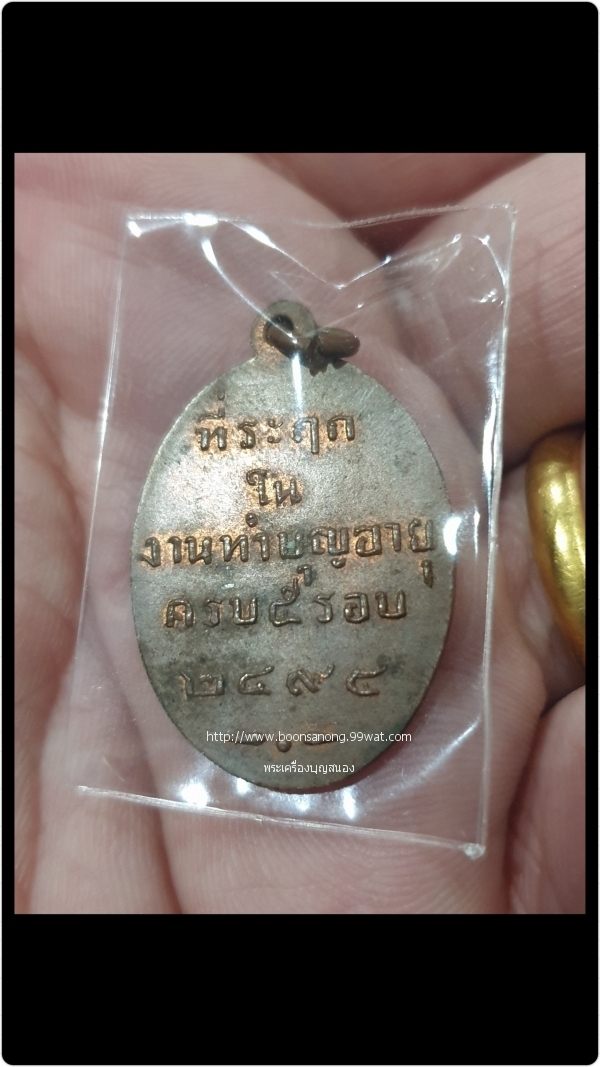 ที่ระฤก
ใน
งานทำบุญอายุ
ครบ ๕ รอบ
๒๔๙๔
http://www.boonsanong.99wat.com
พระเครื่องบุญสนอง